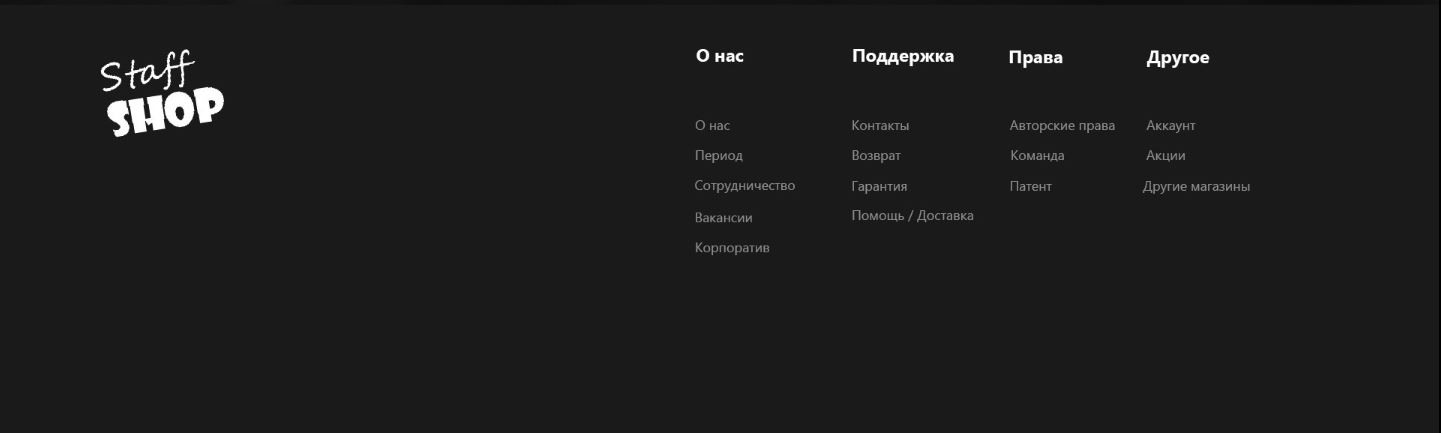 Staff
SHOP
О нас
О нас
Период
Сотрудничество
Вакансии
Корпоратив
Поддержка
Контакты
Возврат
Гарантия
Помощь / Доставка
Права
Авторские права
Команда
Патент
Другое
Аккаунт
Акции
Другие магазины